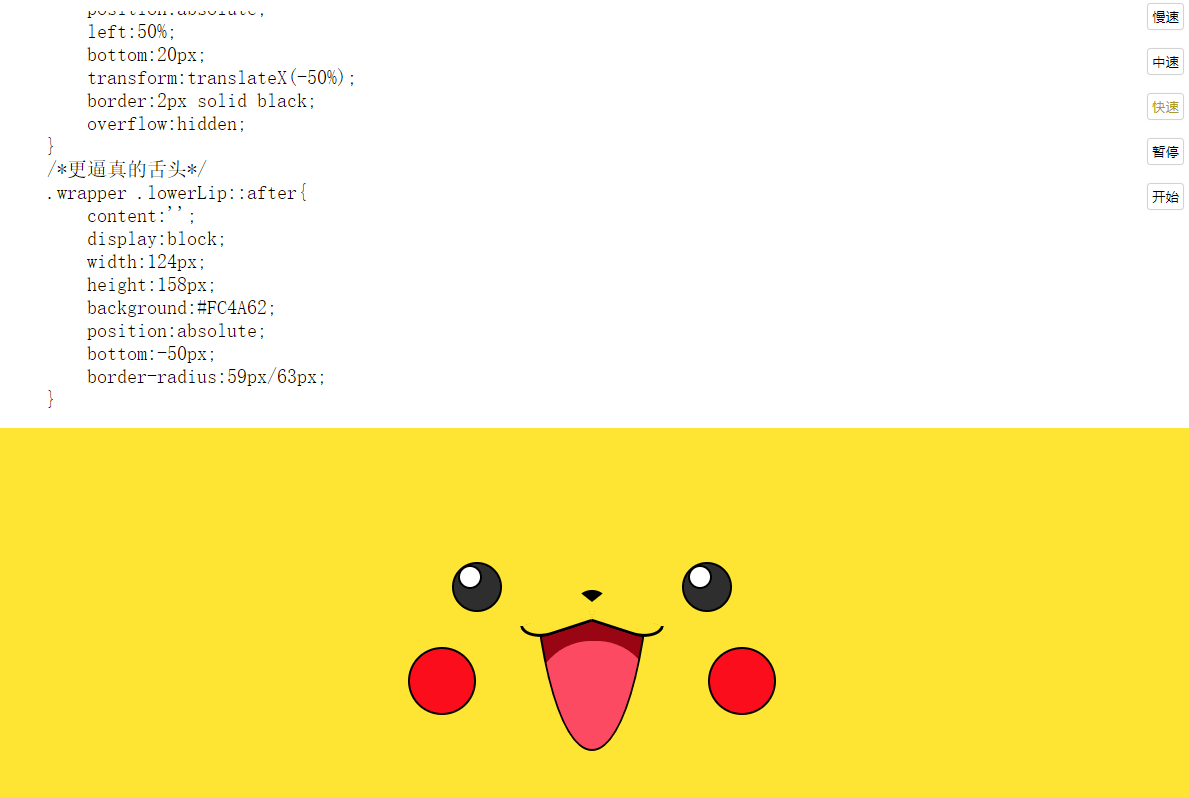 position:absolute;
left:50%;
bottom:20px;
transform:translateX(-50%);
border:2px solid black;
overflow:hidden;
}
/*更逼真的舌头*/
.wrapper .lowerLip::after{
content:'';
display:block;
width:124px;
height:158px;
background:#FC4A62;
position:absolute;
bottom:-50px;
border-radius:59px/63px;
}
慢速
中速
快速
暂停
开始